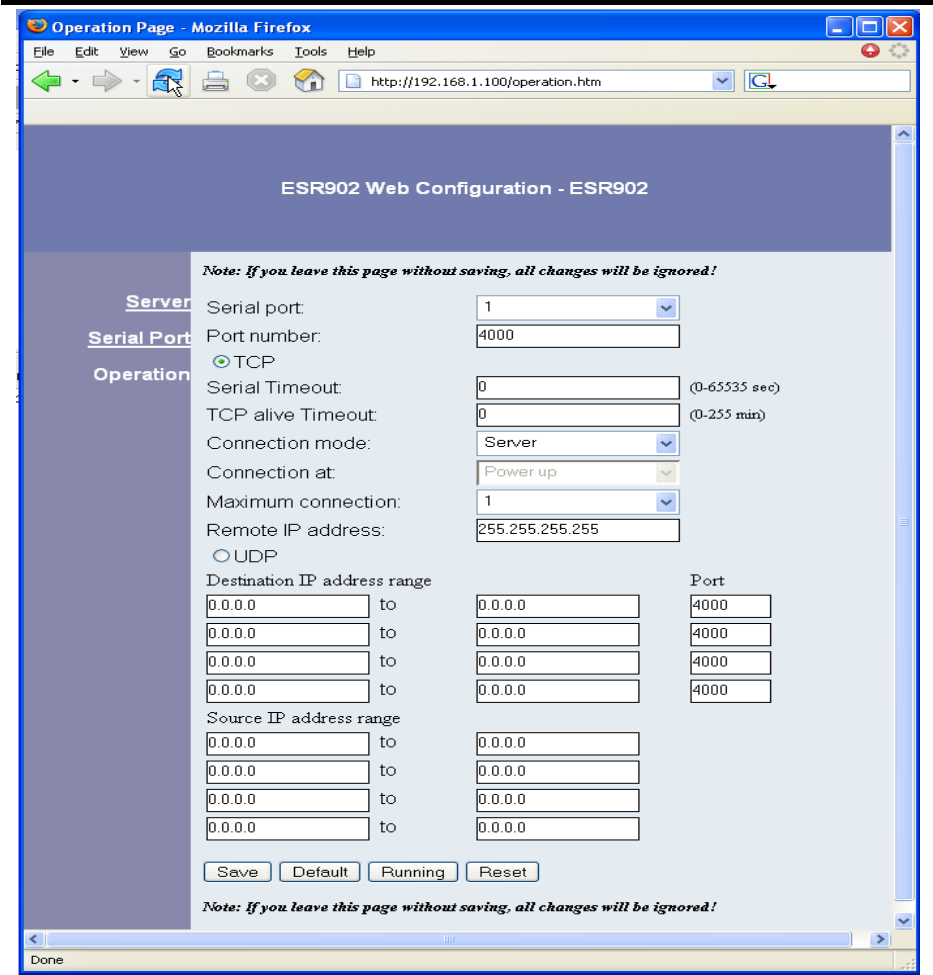 Operation Page - Mozilla Firefox
File Edit View Go Bookmarks Tools Help
http://192.168.1.100/operation.htm G
ESR902 Web Configuration - ESR902
Note: If you leave this page without saving, all changes will be ignored!
Server
Serial Port
Operation
Serial port: 1
Port number: 4000
TCP
Serial Timeout: 0 (0-65535 sec)
TCP alive Timeout: 0 (0-255 min)
Connection mode: Server
Connection at: Power up
Maximum connection: 1
Remote IP address: 255.255.255.255
UDP
Destination IP address range Port
0.0.0.0 to 0.0.0.0 4000
0.0.0.0 to 0.0.0.0 4000
0.0.0.0 to 0.0.0.0 4000
0.0.0.0 to 0.0.0.0 4000
Source IP address range
0.0.0.0 to 0.0.0.0
0.0.0.0 to 0.0.0.0
0.0.0.0 to 0.0.0.0
0.0.0.0 to 0.0.0.0
Save Default Running Reset
Note: If you leave this page without saving, all changes will be ignored!
Done